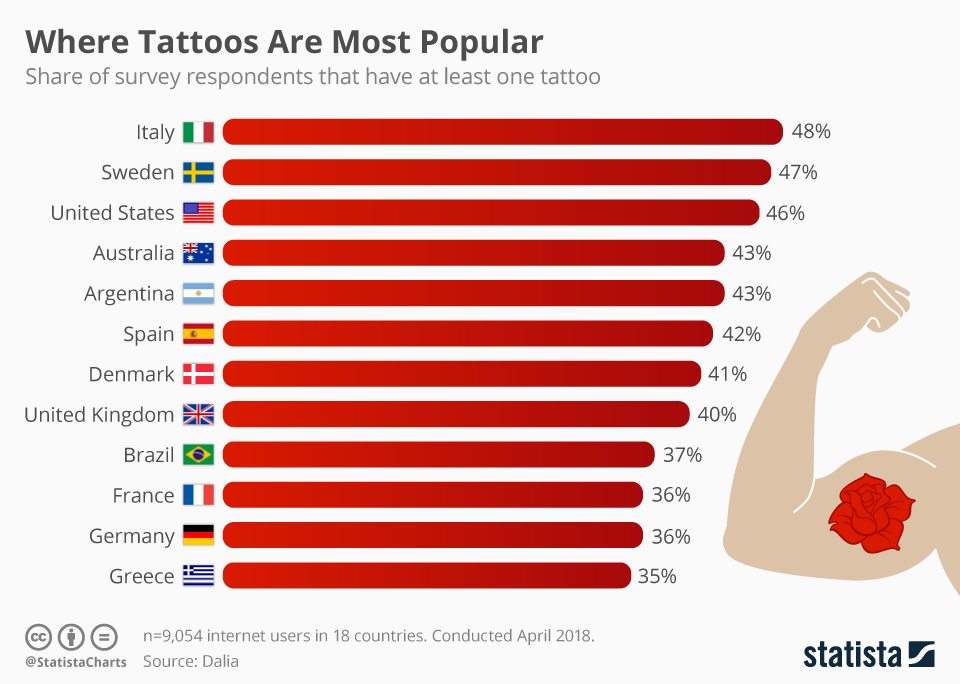 Where Tattoos Are Most Popular
Share of survey respondents that have at least one tattoo
Italy 48%
Sweden 47%
United States 46%
Australia 43%
Argentina 43%
Spain 42%
Denmark 41%
United Kingdom 40%
Brazil 37%
France 36%
Germany 36%
Greece 35%
cc
@StatistaCharts
n=9,054 internet users in 18 countries. Conducted April 2018.
Source: Dalia
statista